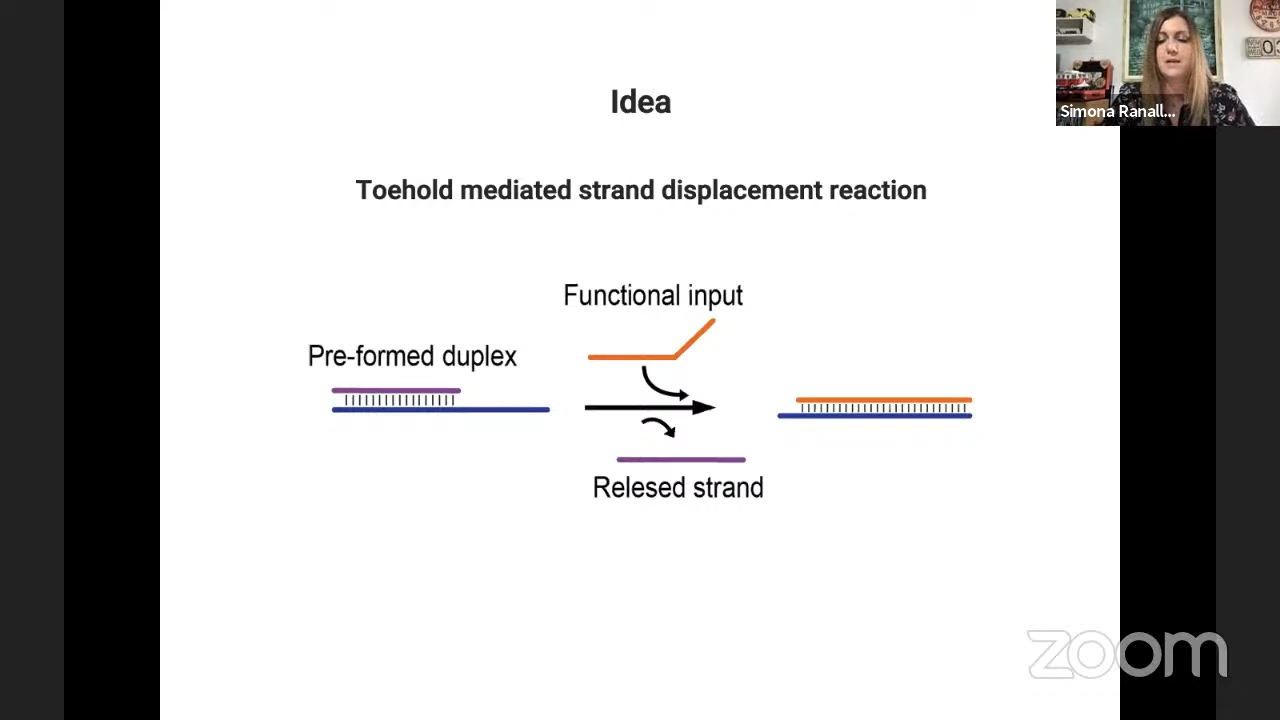 Idea
Simona Ranall...
Toehold mediated strand displacement reaction
Functional input
Pre-formed duplex
Relesed strand
zoom